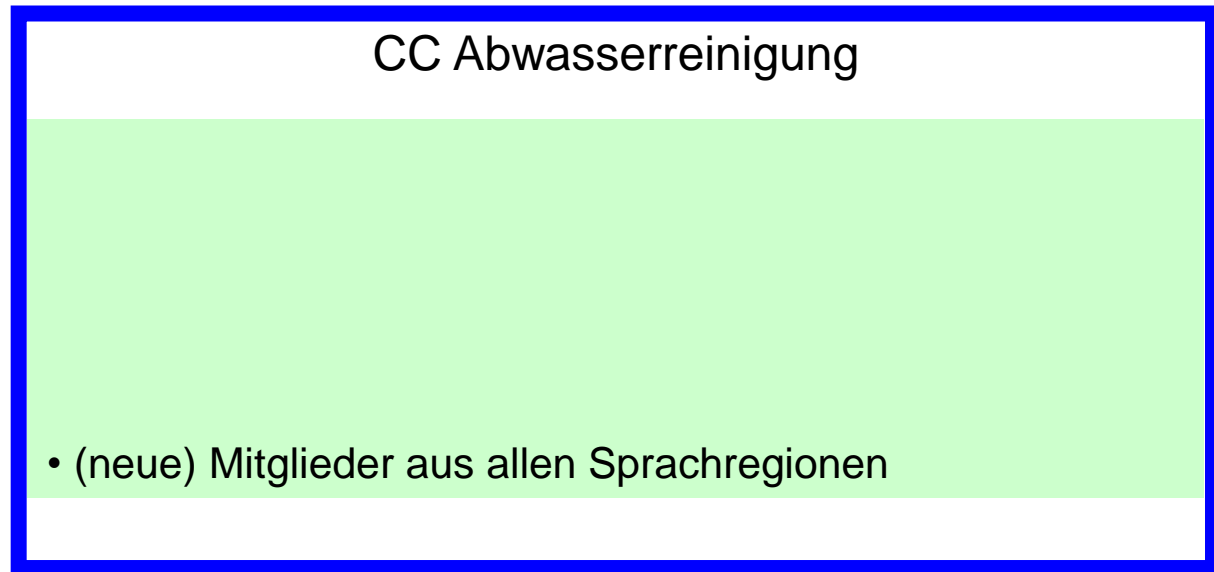 CC Abwasserreinigung
• (neue) Mitglieder aus allen Sprachregionen